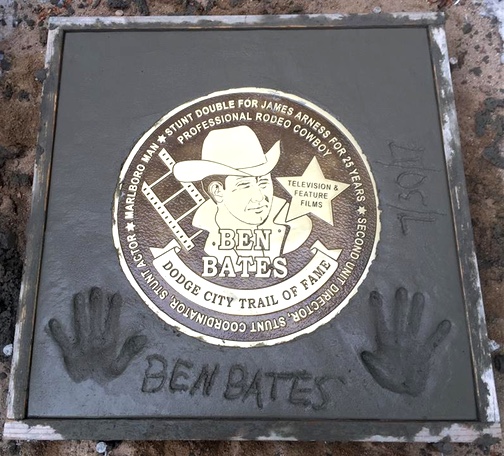 MARLBORO MAN ★ STUNT DOUBLE FOR JAMES ARNESS FOR 25 YEARS ★ SECOND UNIT DIRECTOR, STUNT COORDINATOR, STUNT ACTOR ★
PROFESSIONAL RODEO COWBOY
TELEVISION &
FEATURE
FILMS
BEN
BATES
DODGE CITY TRAIL OF FAME
BEN BATES